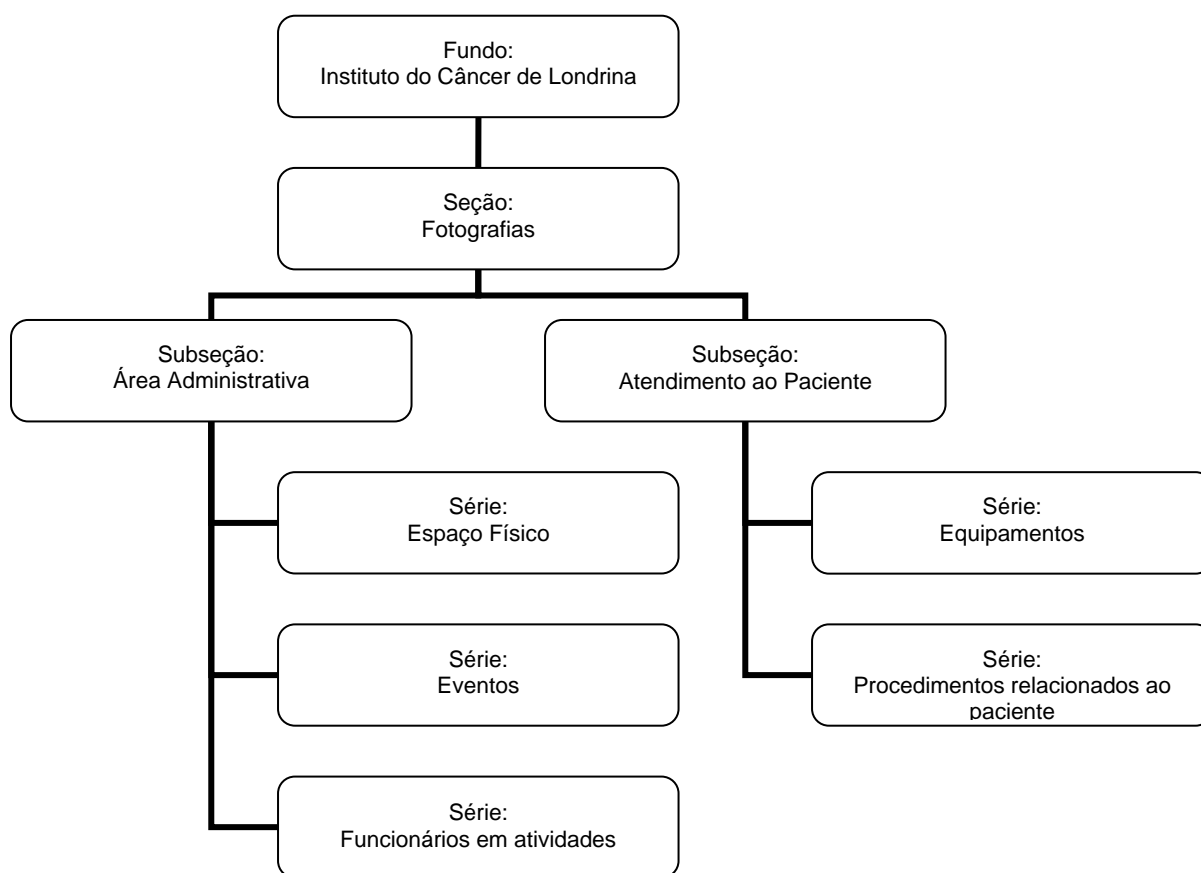 Fundo:
Instituto do Câncer de Londrina
Seção:
Fotografias
Subseção:
Área Administrativa
Subseção:
Atendimento ao Paciente
Série:
Espaço Físico
Série:
Equipamentos
Série:
Eventos
Série:
Procedimentos relacionados ao
paciente
Série:
Funcionários em atividades